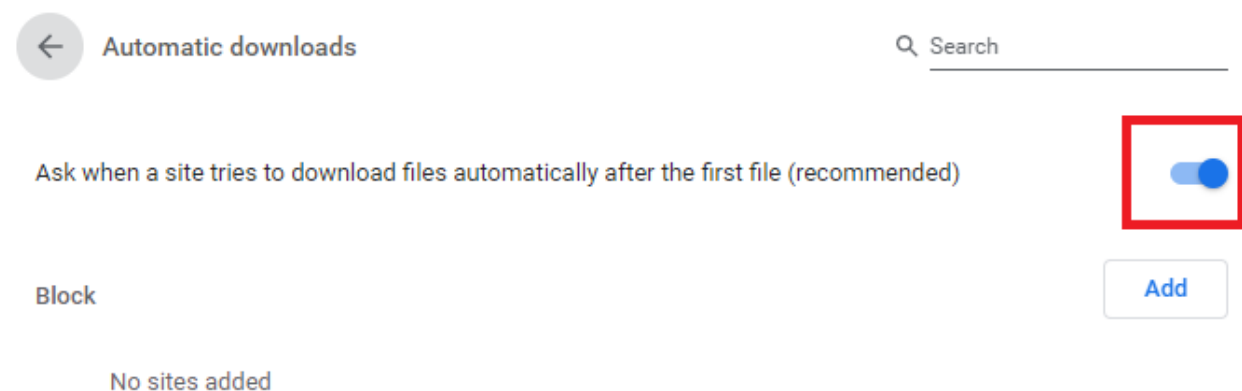 Automatic downloads
Search
Ask when a site tries to download files automatically after the first file (recommended)
Block
Add
No sites added